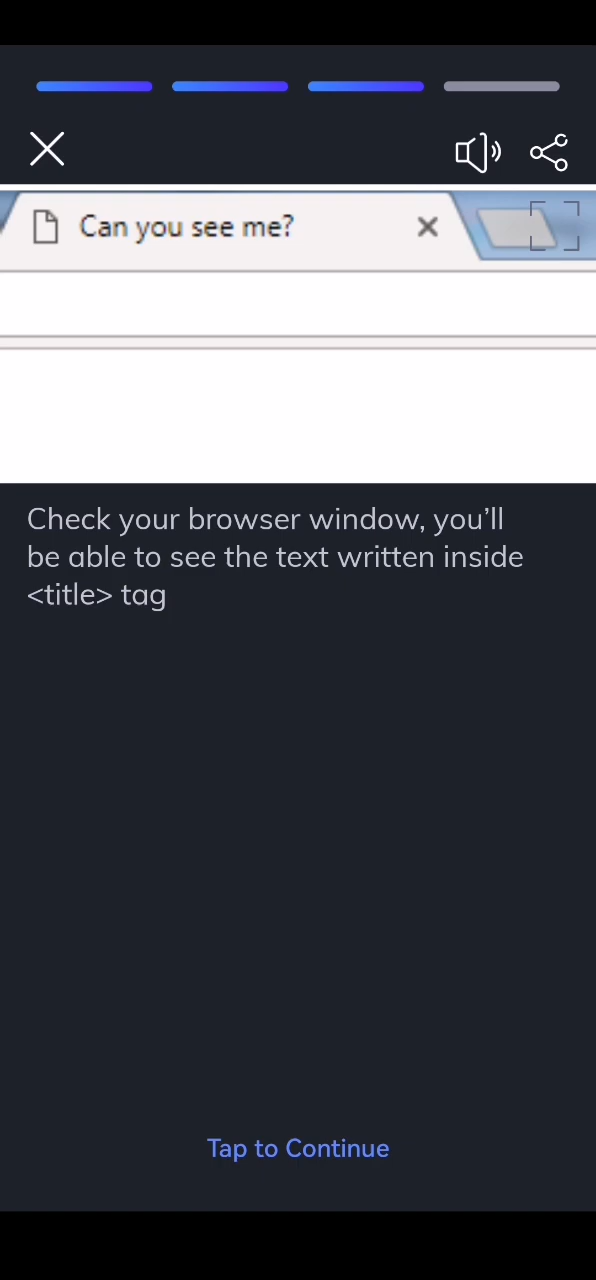 Can you see me?
Check your browser window, you'll
be able to see the text written inside
<title> tag
Tap to Continue